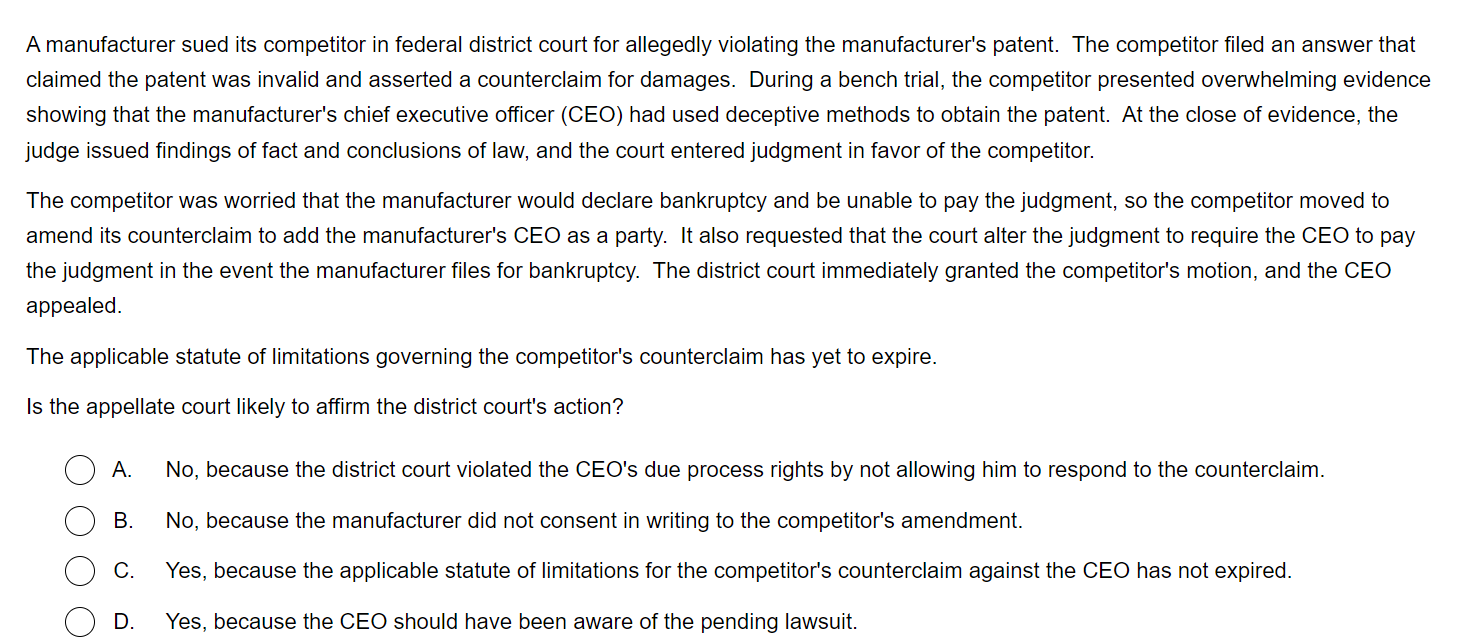 A manufacturer sued its competitor in federal district court for allegedly violating the manufacturer's patent.  The competitor filed an answer that
claimed the patent was invalid and asserted a counterclaim for damages.  During a bench trial, the competitor presented overwhelming evidence
showing that the manufacturer's chief executive officer (CEO) had used deceptive methods to obtain the patent.  At the close of evidence, the
judge issued findings of fact and conclusions of law, and the court entered judgment in favor of the competitor.
The competitor was worried that the manufacturer would declare bankruptcy and be unable to pay the judgment, so the competitor moved to
amend its counterclaim to add the manufacturer's CEO as a party.  It also requested that the court alter the judgment to require the CEO to pay
the judgment in the event the manufacturer files for bankruptcy.  The district court immediately granted the competitor's motion, and the CEO
appealed.
The applicable statute of limitations governing the competitor's counterclaim has yet to expire.
Is the appellate court likely to affirm the district court's action?
A. No, because the district court violated the CEO's due process rights by not allowing him to respond to the counterclaim.
B. No, because the manufacturer did not consent in writing to the competitor's amendment.
C. Yes, because the applicable statute of limitations for the competitor's counterclaim against the CEO has not expired.
D. Yes, because the CEO should have been aware of the pending lawsuit.